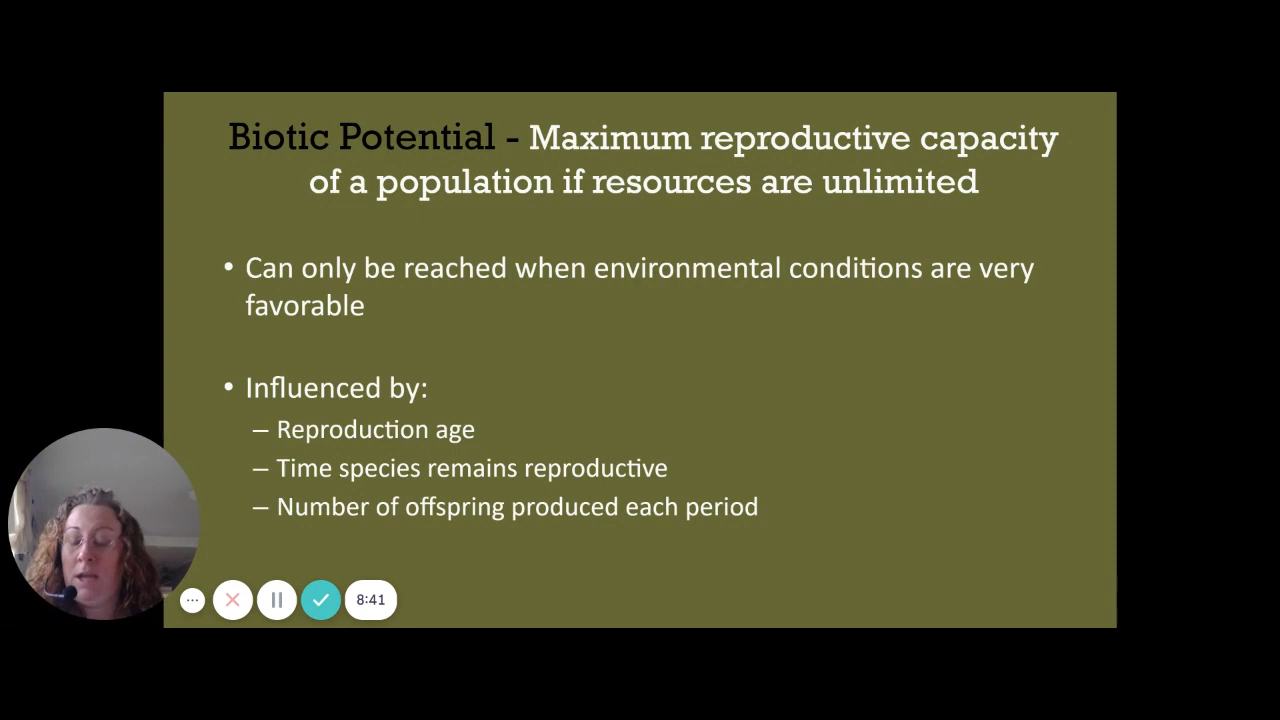 Biotic Potential - Maximum reproductive capacity
of a population if resources are unlimited
• Can only be reached when environmental conditions are very
favorable
• Influenced by:
– Reproduction age
– Time species remains reproductive
– Number of offspring produced each period
8:41